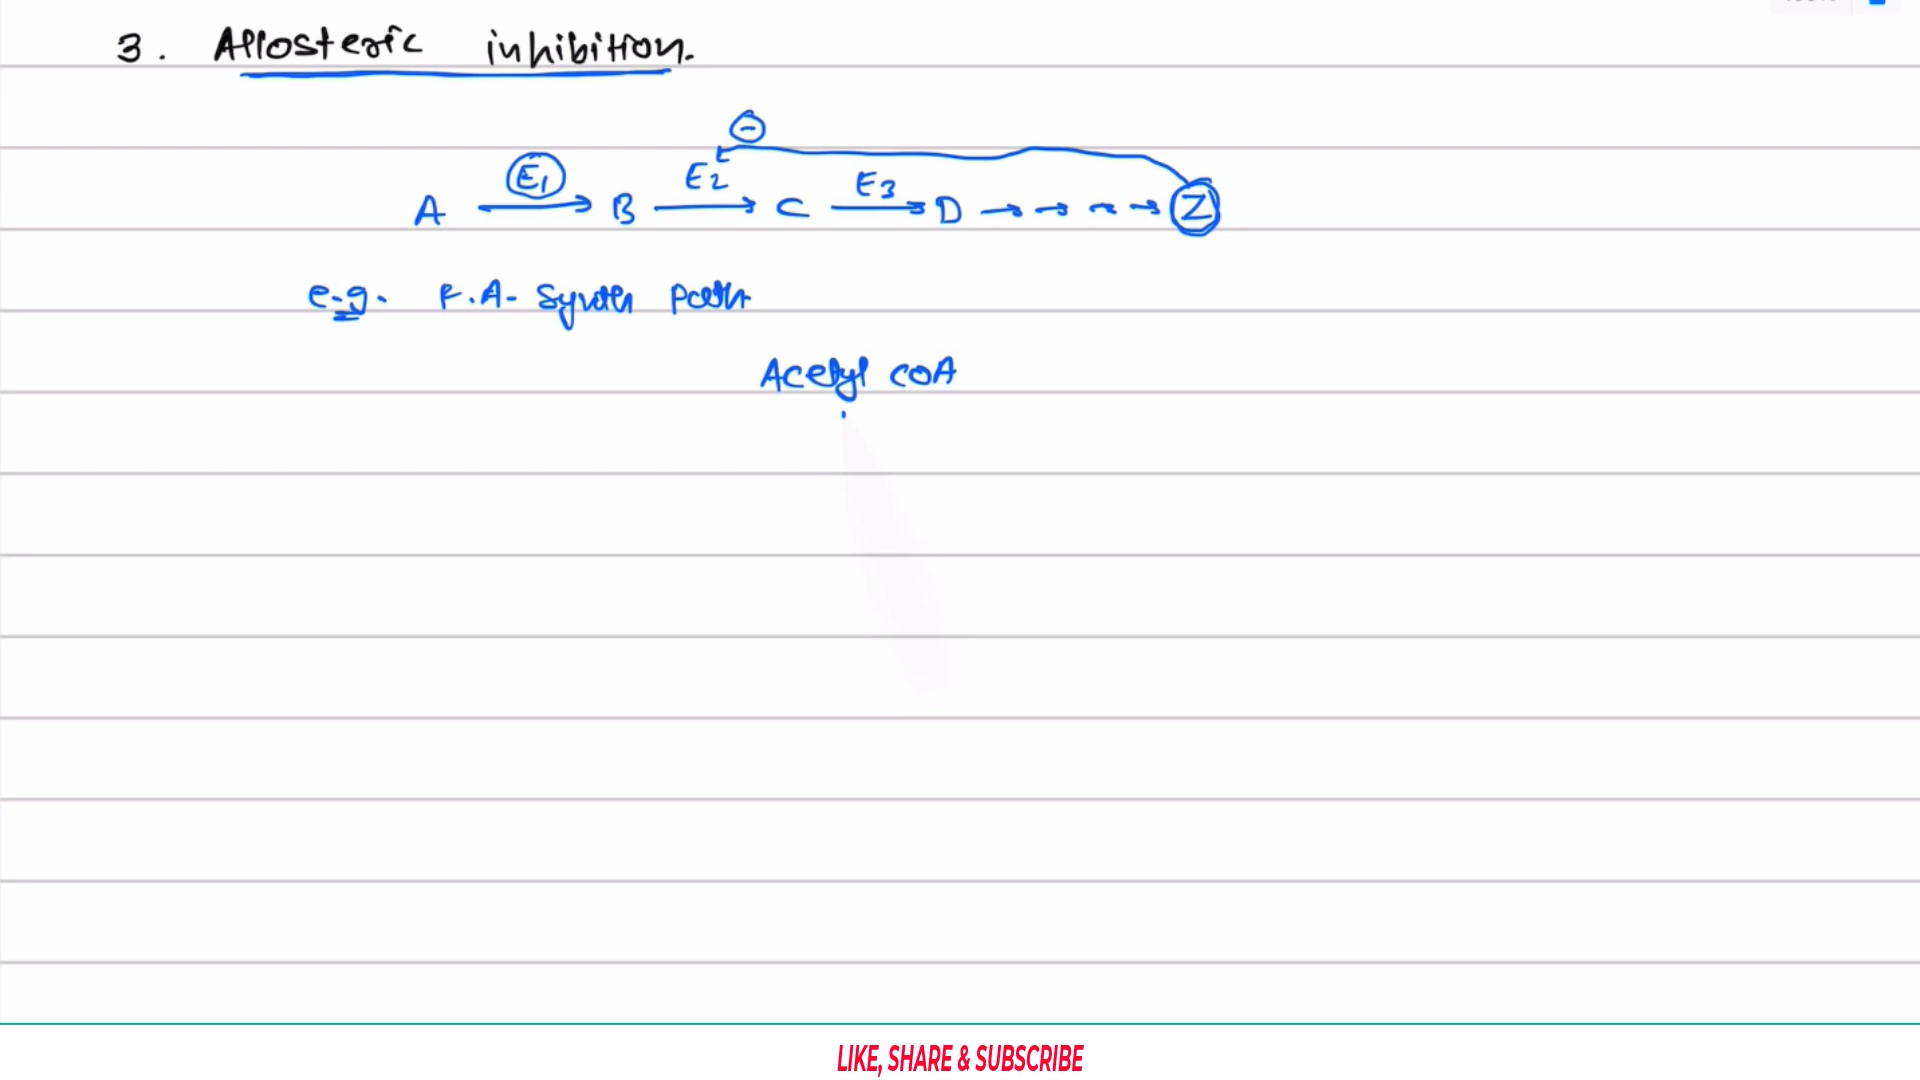 3. Allosteric inhibition.
⊖
A E1→ B E2→ C E3→ D → → → → Z
e.g. F.A. Synth Path
Acetyl coA
LIKE, SHARE & SUBSCRIBE